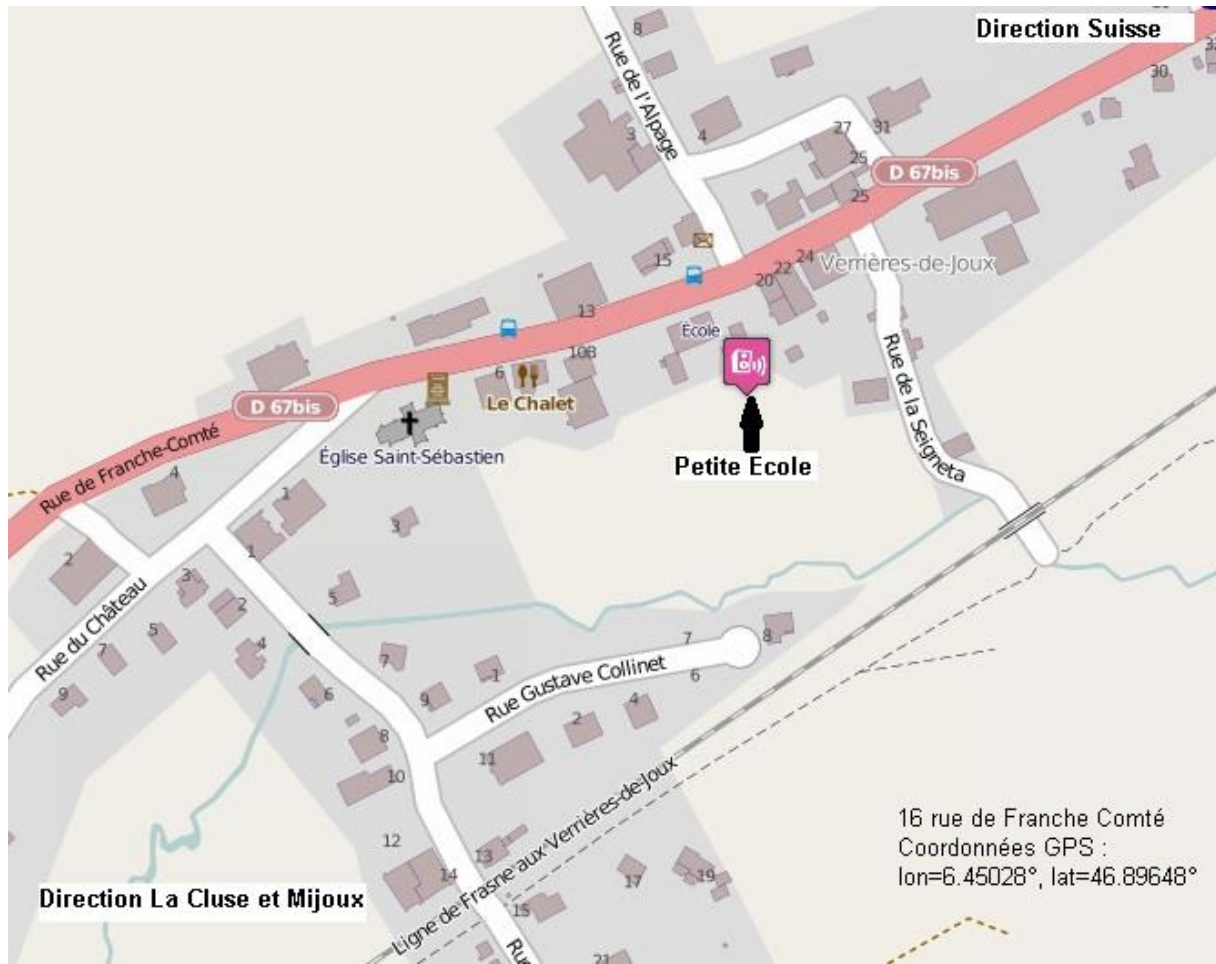 Direction Suisse
8
Rue de l'Alpage
30
3
4
27
31
25
D 67bis
25
15
Verrières-de-Joux
24
22
20
13
École
10B
6
Le Chalet
D 67bis
Église Saint-Sébastien
Petite Ecole
Rue de la Seigneta
Rue de Franche-Comté
4
1
3
1
2
3
2
5
5
Rue du Château
7
4
9
7
1
7
8
Rue Gustave Collinet
6
6
9
4
2
8
11
10
Ligne de Frasne aux Verrières-de-Joux
16 rue de Franche Comté
Coordonnées GPS :
lon=6.45028°, lat=46.89648°
12
13
14
17
19
Direction La Cluse et Mijoux
15
Rue
21